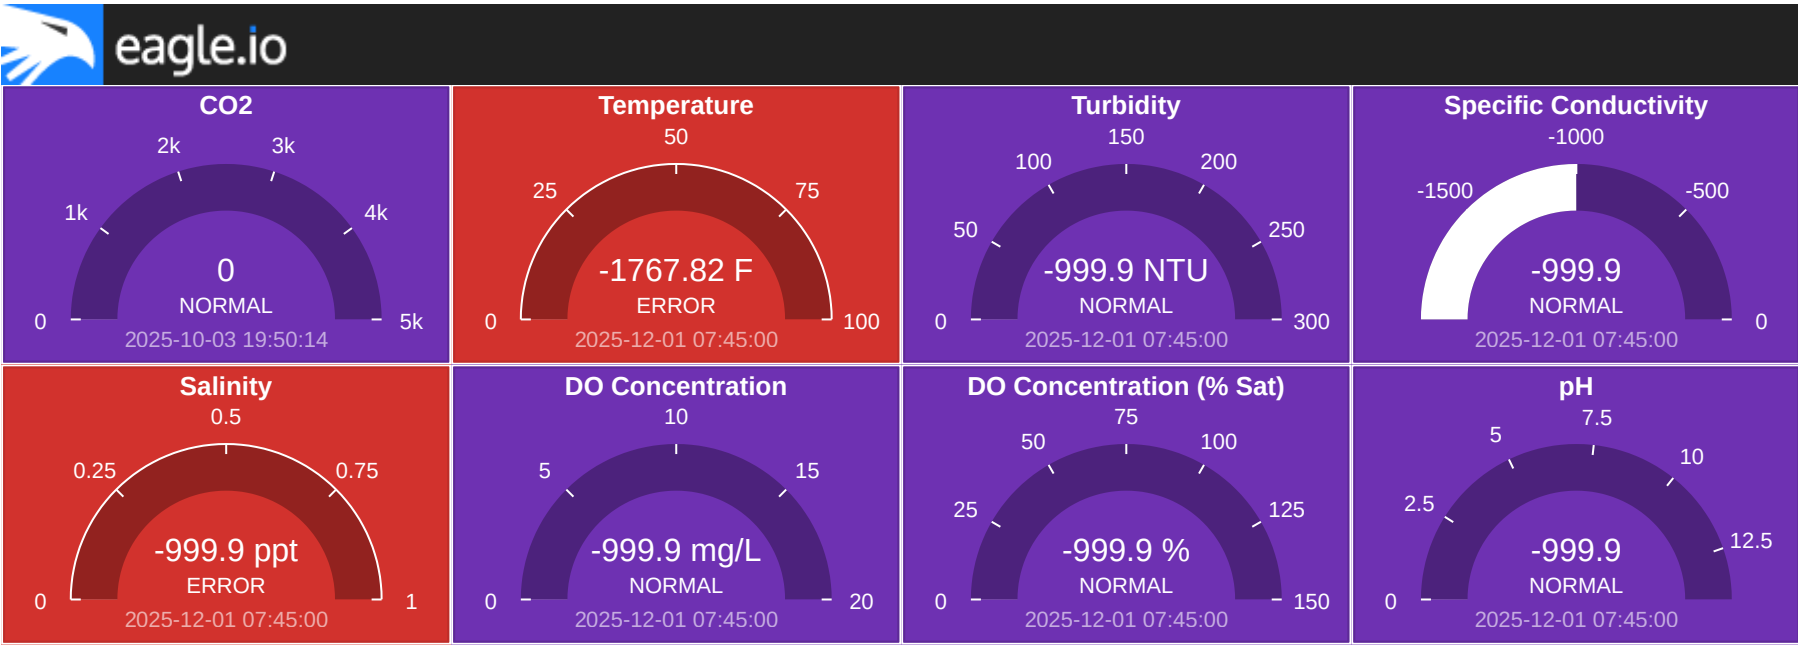 eagle.io
CO2
0
1k
2k
3k
4k
5k
0
NORMAL
2025-10-03 19:50:14
Temperature
0
25
50
75
100
-1767.82 F
ERROR
2025-12-01 07:45:00
Turbidity
0
50
100
150
200
250
300
-999.9 NTU
NORMAL
2025-12-01 07:45:00
Specific Conductivity
-1500
-1000
-500
0
-999.9
NORMAL
2025-12-01 07:45:00
Salinity
0
0.25
0.5
0.75
1
-999.9 ppt
ERROR
2025-12-01 07:45:00
DO Concentration
0
5
10
15
20
-999.9 mg/L
NORMAL
2025-12-01 07:45:00
DO Concentration (% Sat)
0
25
50
75
100
125
150
-999.9 %
NORMAL
2025-12-01 07:45:00
pH
0
2.5
5
7.5
10
12.5
-999.9
NORMAL
2025-12-01 07:45:00